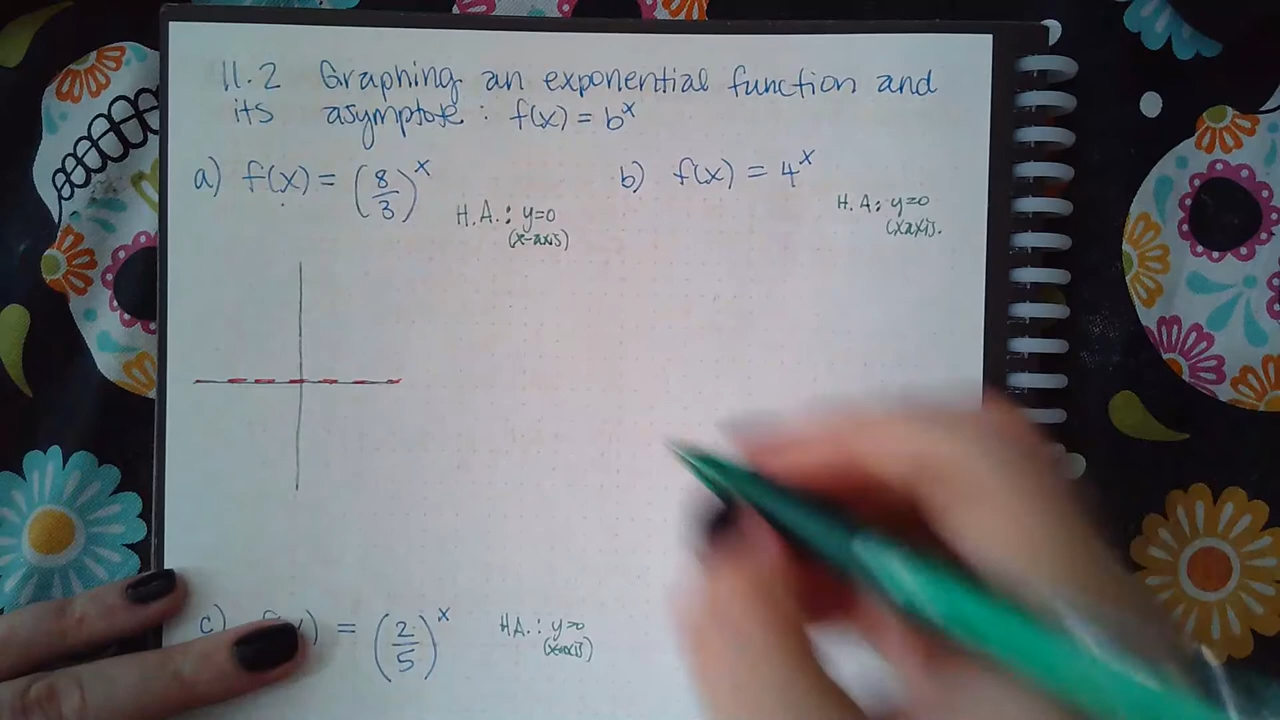 11.2 Graphing an exponential function and
its asymptote : f(x) = b^x
a) f(x) = (8/3)^x
H.A.: y=0
(x-axis)
b) f(x) = 4^x
H.A: y=0
(x axis).
c) = (2/5)^x
H.A.: y=0
(x-axis)